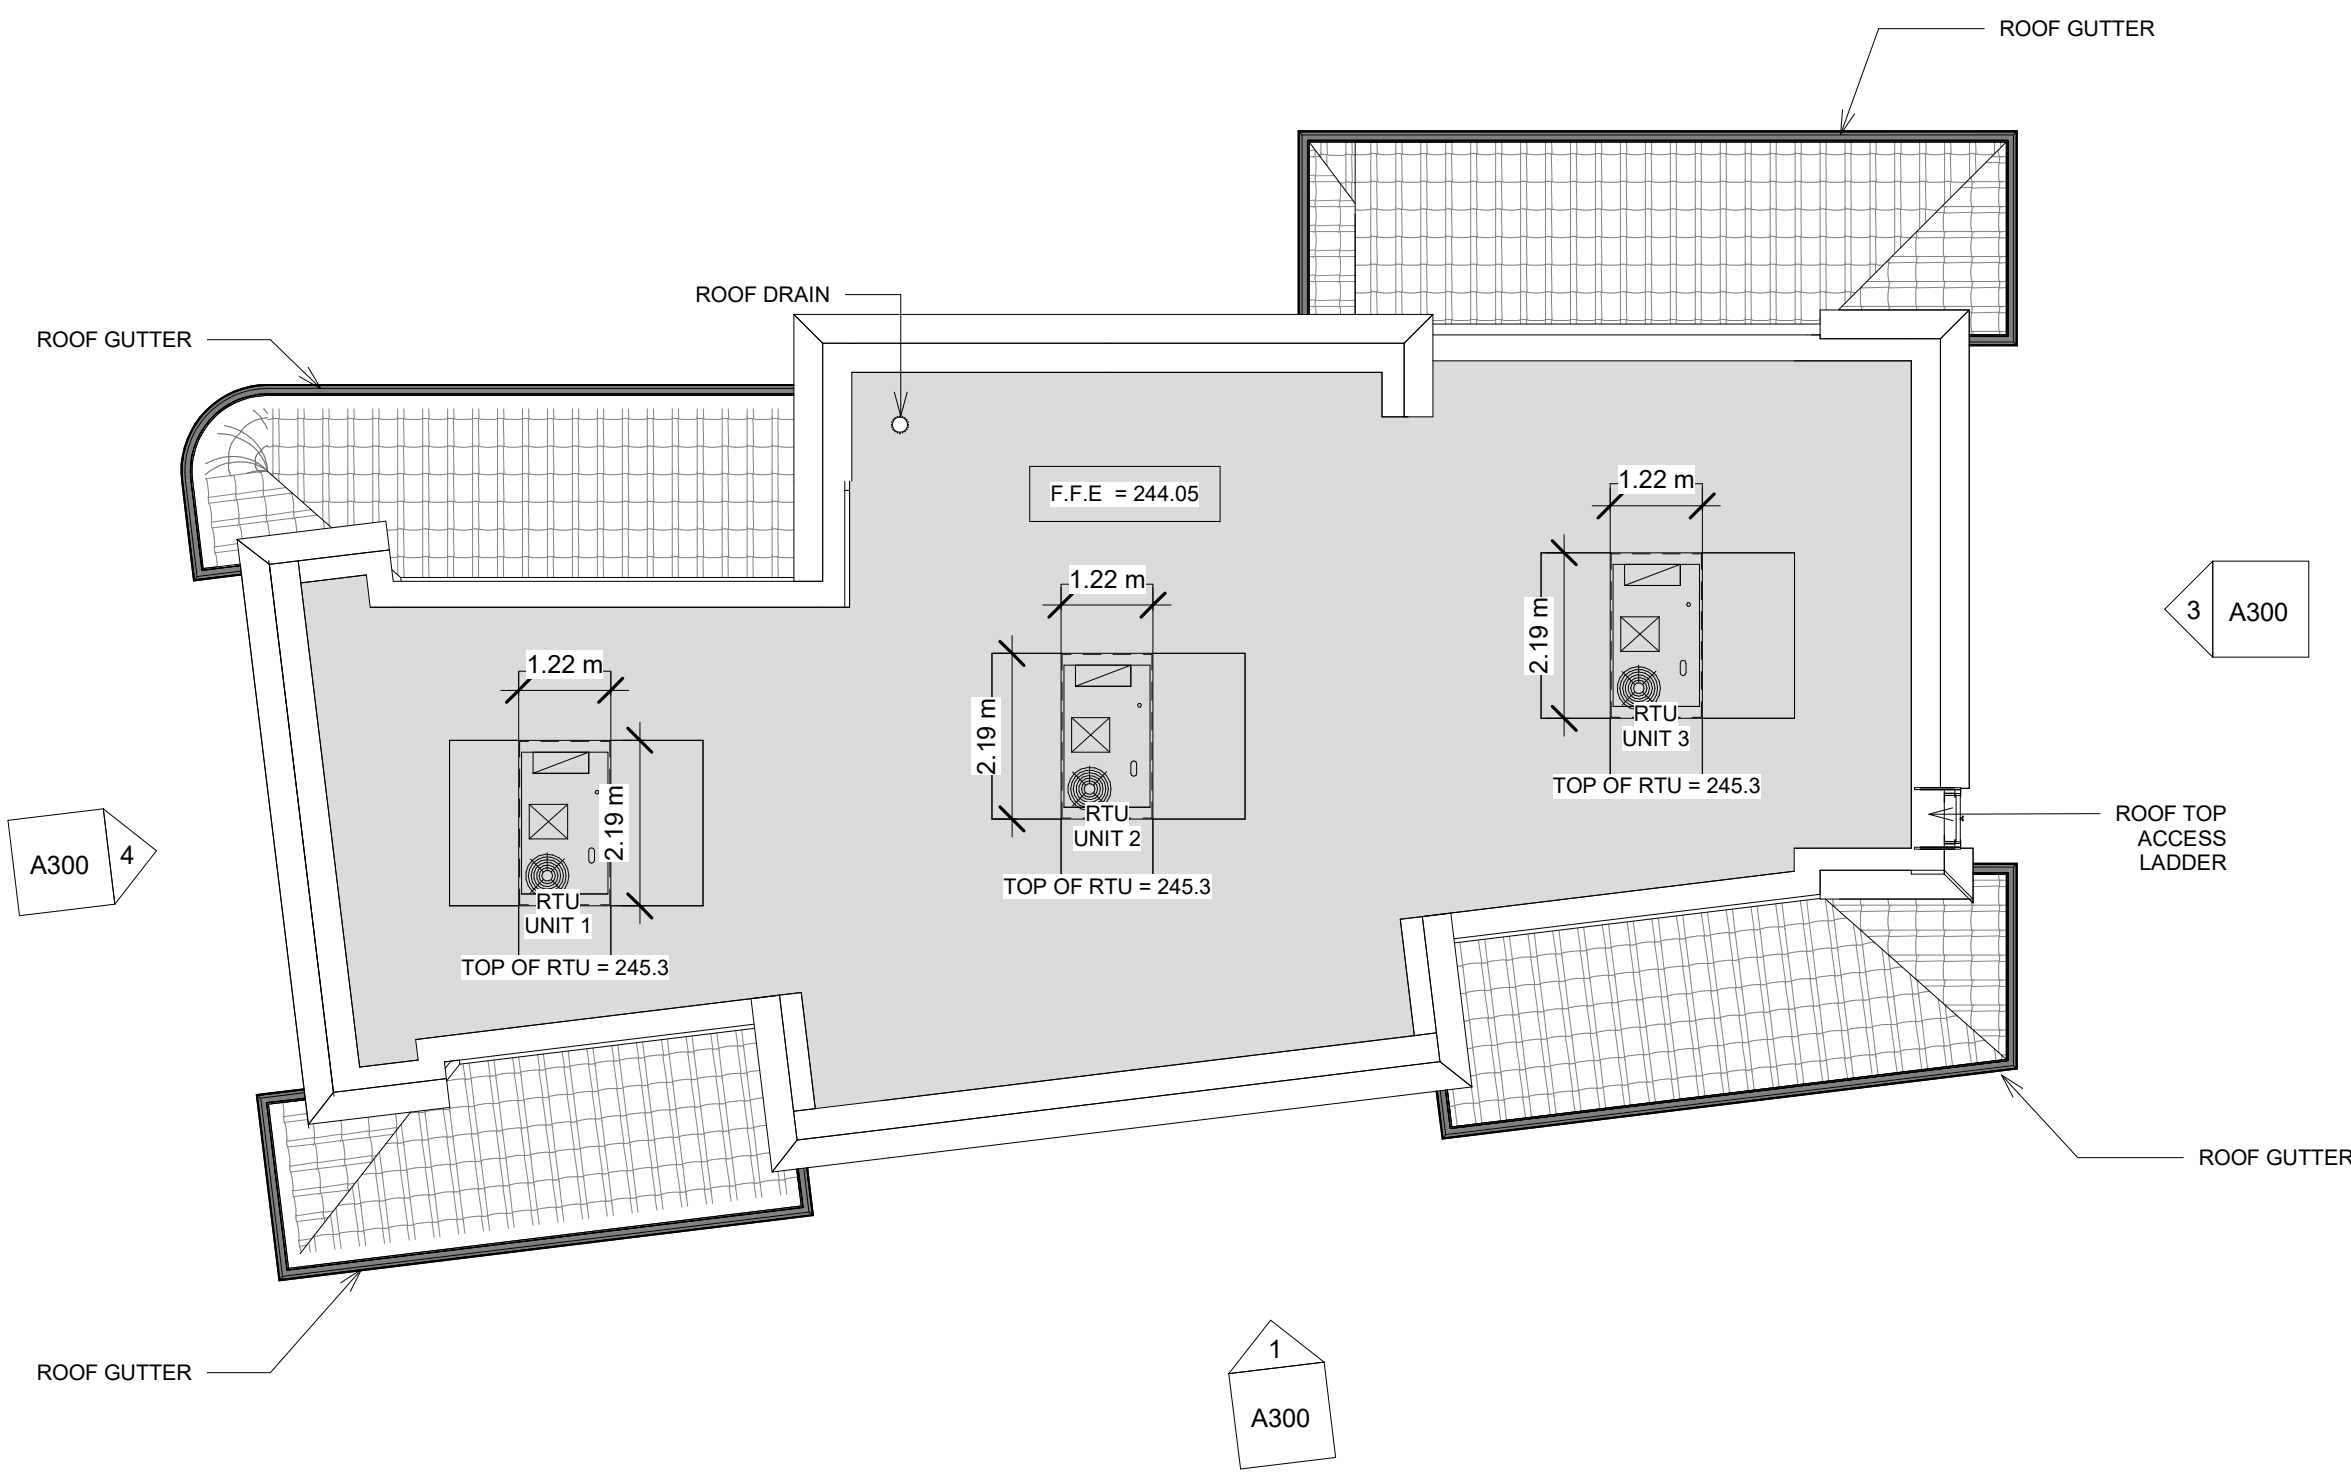 ROOF GUTTER
ROOF DRAIN
ROOF GUTTER
F.F.E = 244.05
1.22 m
2.19 m
RTU
UNIT 3
TOP OF RTU = 245.3
1.22 m
2.19 m
RTU
UNIT 2
TOP OF RTU = 245.3
1.22 m
2.19 m
RTU
UNIT 1
TOP OF RTU = 245.3
3
A300
ROOF TOP
ACCESS
LADDER
A300
4
ROOF GUTTER
ROOF GUTTER
1
A300